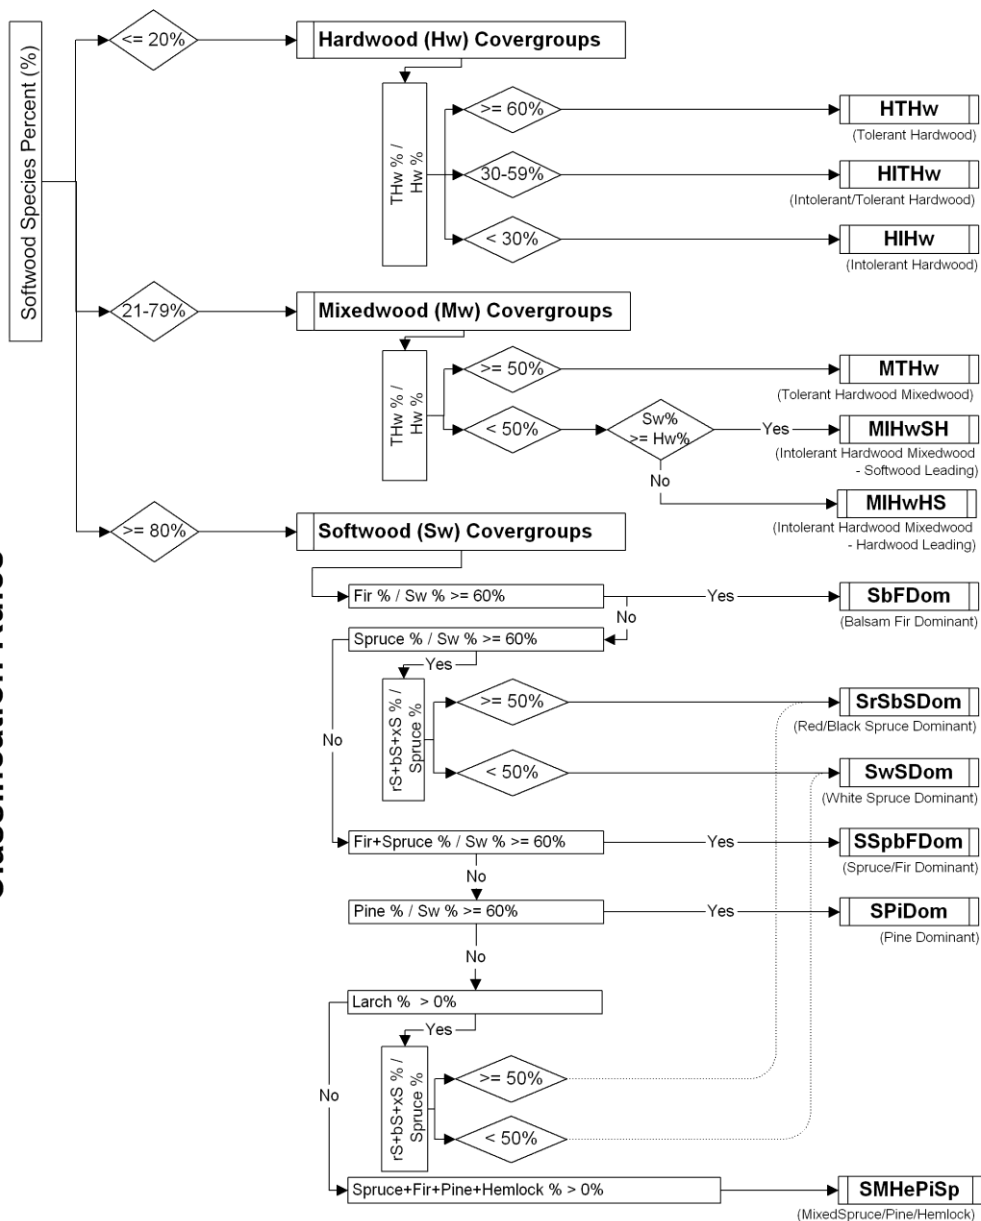 Softwood Species Percent (%)
<= 20%
Hardwood (Hw) Covergroups
THw % /
Hw %
>= 60%
HTHw
(Tolerant Hardwood)
30-59%
HITHw
(Intolerant/Tolerant Hardwood)
< 30%
HIHw
(Intolerant Hardwood)
21-79%
Mixedwood (Mw) Covergroups
THw % /
Hw %
>= 50%
MTHw
(Tolerant Hardwood Mixedwood)
< 50%
Sw%
>= Hw%
Yes
MIHwSH
(Intolerant Hardwood Mixedwood
- Softwood Leading)
No
MIHwHS
(Intolerant Hardwood Mixedwood
- Hardwood Leading)
>= 80%
Softwood (Sw) Covergroups
Fir % / Sw % >= 60%
Yes
SbFDom
(Balsam Fir Dominant)
No
Spruce % / Sw % >= 60%
Yes
rS+bS+xS % /
Spruce %
>= 50%
SrSbSDom
(Red/Black Spruce Dominant)
< 50%
SwSDom
(White Spruce Dominant)
No
Fir+Spruce % / Sw % >= 60%
Yes
SSpbFDom
(Spruce/Fir Dominant)
No
Pine % / Sw % >= 60%
Yes
SPiDom
(Pine Dominant)
No
Larch % > 0%
Yes
rS+bS+xS % /
Spruce %
>= 50%
< 50%
No
Spruce+Fir+Pine+Hemlock % > 0%
SMHePiSp
(MixedSpruce/Pine/Hemlock)